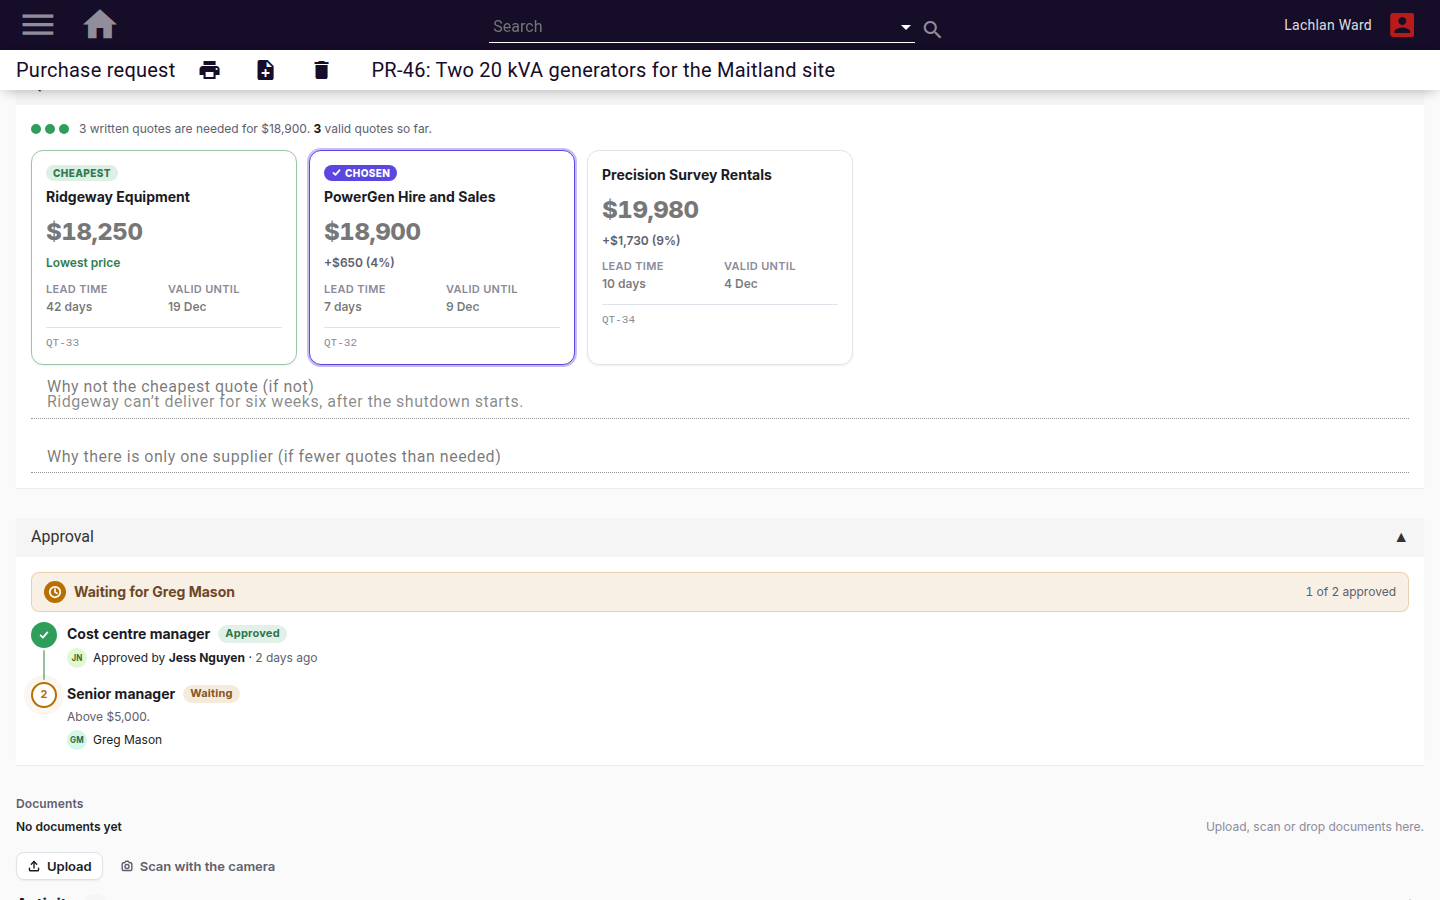 Search
Lachlan Ward
Purchase request
PR-46: Two 20 kVA generators for the Maitland site
3 written quotes are needed for $18,900. 3 valid quotes so far.
CHEAPEST
Ridgeway Equipment
$18,250
Lowest price
LEAD TIME VALID UNTIL
42 days 19 Dec
QT-33
CHOSEN
PowerGen Hire and Sales
$18,900
+$650 (4%)
LEAD TIME VALID UNTIL
7 days 9 Dec
QT-32
Precision Survey Rentals
$19,980
+$1,730 (9%)
LEAD TIME VALID UNTIL
10 days 4 Dec
QT-34
Why not the cheapest quote (if not)
Ridgeway can’t deliver for six weeks, after the shutdown starts.
Why there is only one supplier (if fewer quotes than needed)
Approval
Waiting for Greg Mason 1 of 2 approved
Cost centre manager Approved
JN Approved by Jess Nguyen · 2 days ago
2 Senior manager Waiting
Above $5,000.
GM Greg Mason
Documents
No documents yet Upload, scan or drop documents here.
Upload Scan with the camera